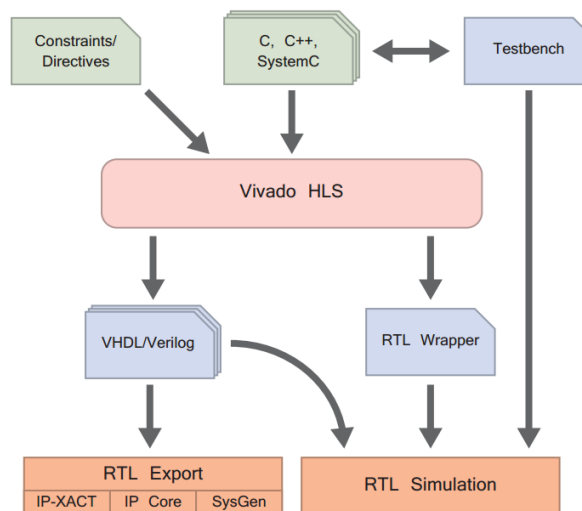 Constraints/
Directives
C, C++,
SystemC
Testbench
Vivado HLS
VHDL/Verilog
RTL Wrapper
RTL Export
IP-XACT
IP Core
SysGen
RTL Simulation